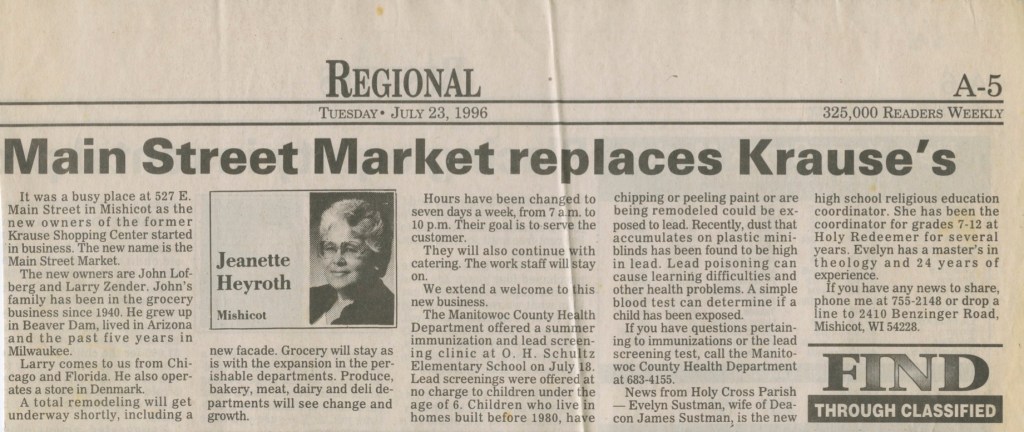 REGIONAL
A-5
TUESDAY • JULY 23, 1996
325,000 READERS WEEKLY
Main Street Market replaces Krause's
It was a busy place at 527 E.
Main Street in Mishicot as the
new owners of the former
Krause Shopping Center started
in business. The new name is the
Main Street Market.
The new owners are John Lof-
berg and Larry Zender. John's
family has been in the grocery
business since 1940. He grew up
in Beaver Dam, lived in Arizona
and the past five years in
Milwaukee.
Larry comes to us from Chi-
cago and Florida. He also oper-
ates a store in Denmark.
A total remodeling will get
underway shortly, including a
Jeanette
Heyroth
Mishicot
new facade. Grocery will stay as
is with the expansion in the per-
ishable departments. Produce,
bakery, meat, dairy and deli de-
partments will see change and
growth.
Hours have been changed to
seven days a week, from 7 a.m. to
10 p.m. Their goal is to serve the
customer.
They will also continue with
catering. The work staff will stay
on.
We extend a welcome to this
new business.
The Manitowoc County Health
Department offered a summer
immunization and lead screen-
ing clinic at O. H. Schultz
Elementary School on July 18.
Lead screenings were offered at
no charge to children under the
age of 6. Children who live in
homes built before 1980, have
chipping or peeling paint or are
being remodeled could be ex-
posed to lead. Recently, dust that
accumulates on plastic mini-
blinds has been found to be high
in lead. Lead poisoning can
cause learning difficulties and
other health problems. A simple
blood test can determine if a
child has been exposed.
If you have questions pertain-
ing to immunizations or the lead
screening test, call the Manito-
woc County Health Department
at 683-4155.
News from Holy Cross Parish
— Evelyn Sustman, wife of Dea-
con James Sustman, is the new
high school religious education
coordinator. She has been the
coordinator for grades 7-12 at
Holy Redeemer for several
years. Evelyn has a master's in
theology and 24 years of
experience.
If you have any news to share,
phone me at 755-2148 or drop a
line to 2410 Benzinger Road,
Mishicot, WI 54228.
FIND
THROUGH CLASSIFIED